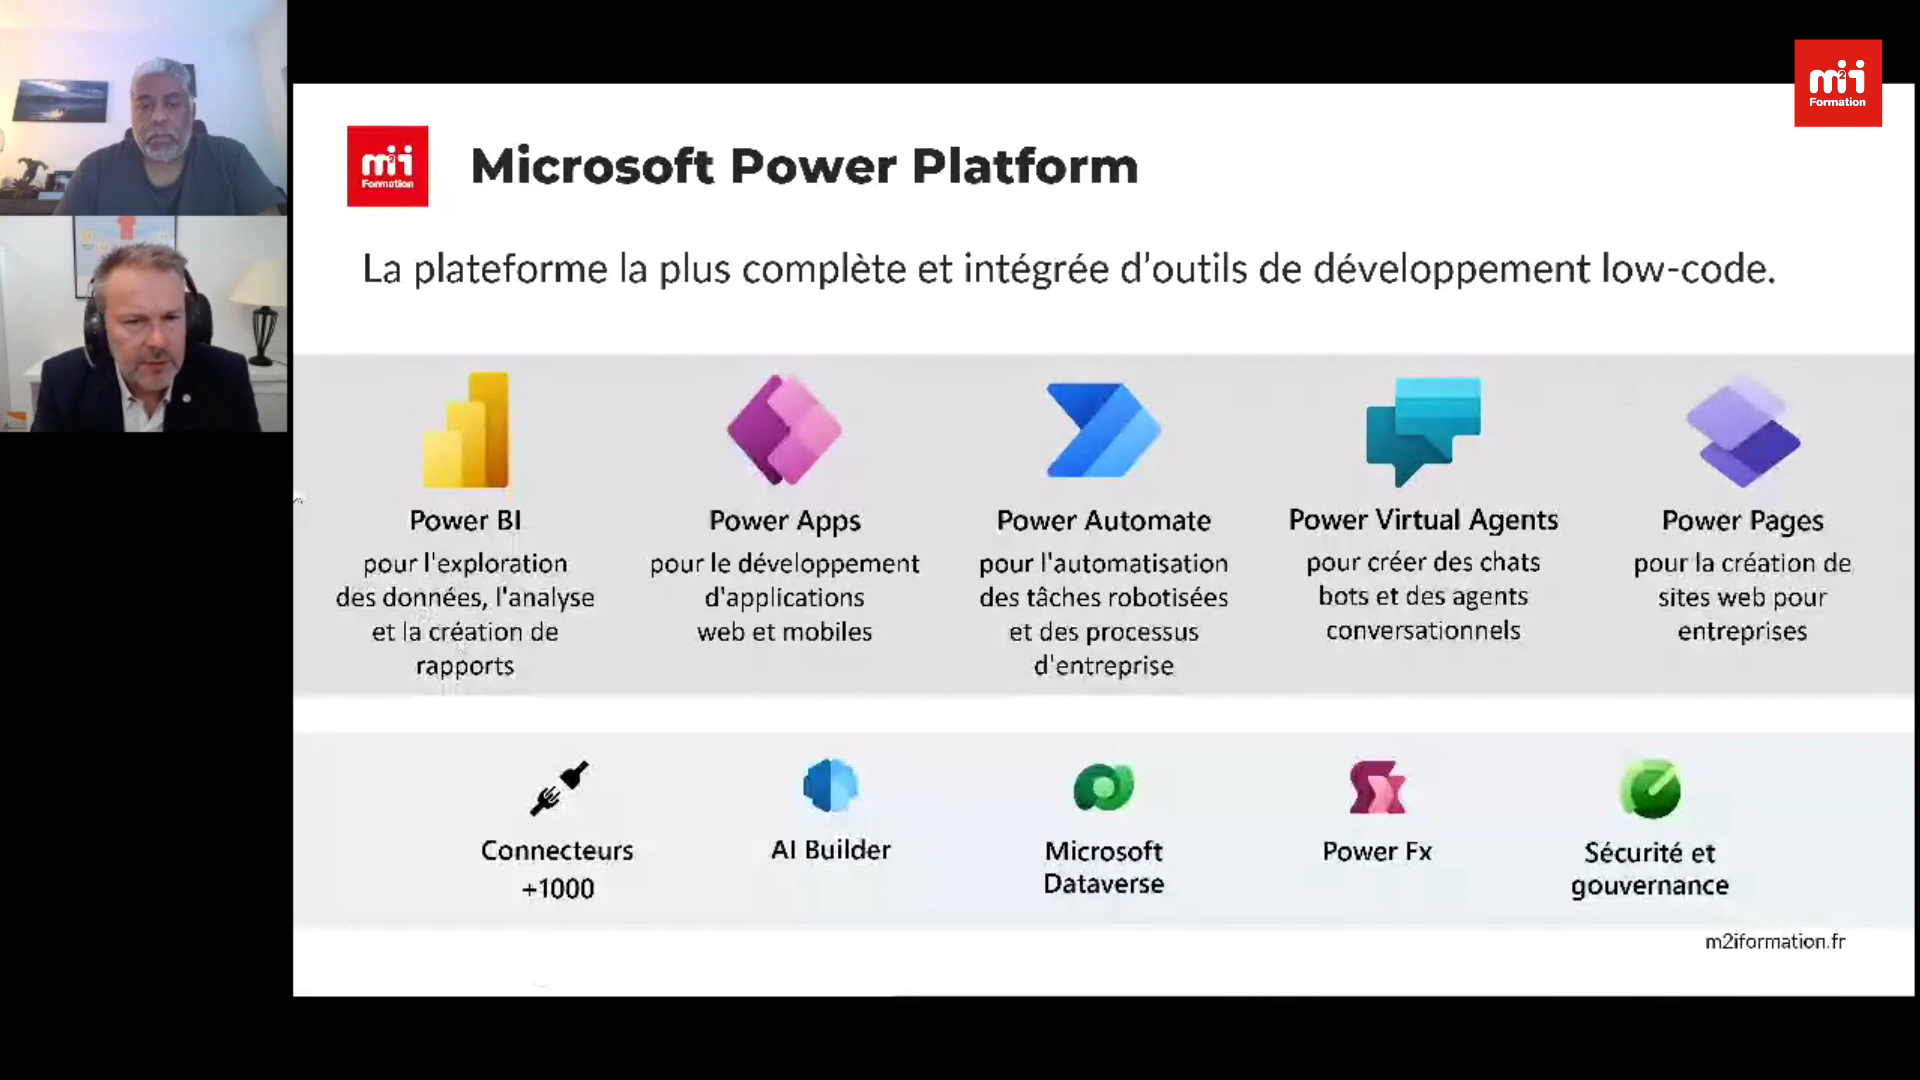 m2i
Formation
m2i
Formation
Microsoft Power Platform
La plateforme la plus complète et intégrée d'outils de développement low-code.
Power BI
pour l'exploration
des données, l'analyse
et la création de
rapports
Power Apps
pour le développement
d'applications
web et mobiles
Power Automate
pour l'automatisation
des tâches robotisées
et des processus
d'entreprise
Power Virtual Agents
pour créer des chats
bots et des agents
conversationnels
Power Pages
pour la création de
sites web pour
entreprises
Connecteurs
+1000
AI Builder
Microsoft
Dataverse
Power Fx
Sécurité et
gouvernance
m2iformation.fr